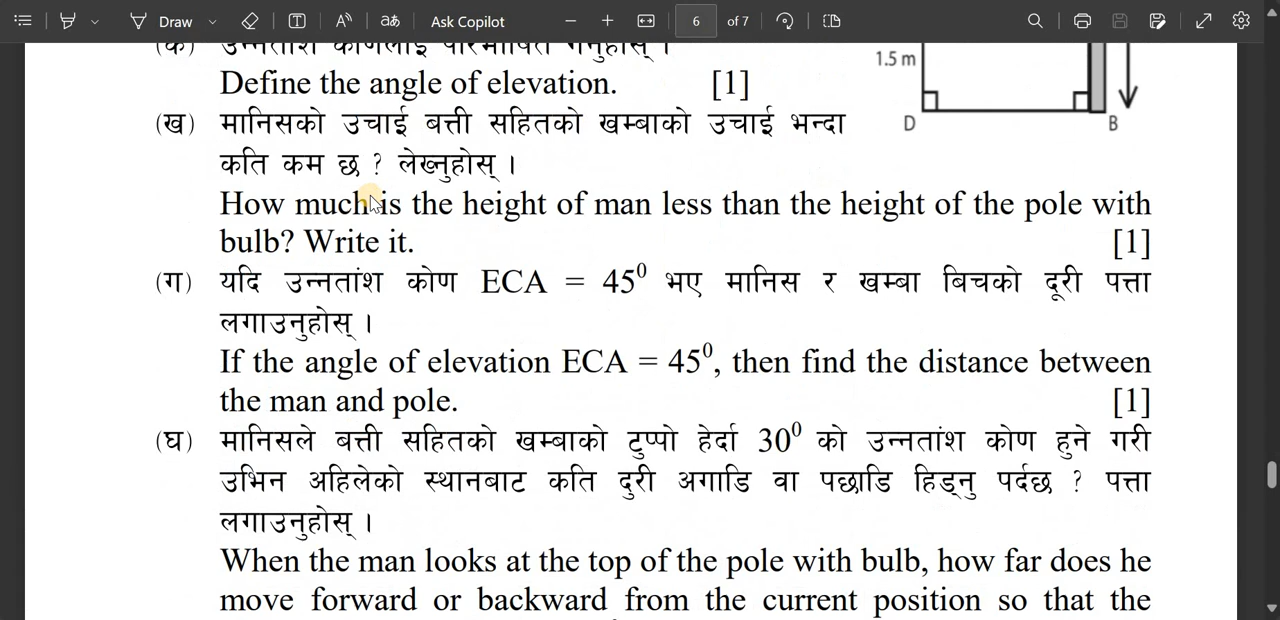 Draw
Ask Copilot
6 of 7
(क) उन्नतांश कोणलाई परिभाषित गर्नुहोस् ।
1.5 m
Define the angle of elevation. [1]
D B
(ख) मानिसको उचाई बत्ती सहितको खम्बाको उचाई भन्दा
कति कम छ ? लेख्नुहोस् ।
How much is the height of man less than the height of the pole with
bulb? Write it. [1]
(ग) यदि उन्नतांश कोण ECA = 45⁰ भए मानिस र खम्बा बिचको दूरी पत्ता
लगाउनुहोस् ।
If the angle of elevation ECA = 45⁰, then find the distance between
the man and pole. [1]
(घ) मानिसले बत्ती सहितको खम्बाको टुप्पो हेर्दा 30⁰ को उन्नतांश कोण हुने गरी
उभिन अहिलेको स्थानबाट कति दुरी अगाडि वा पछाडि हिड्नु पर्दछ ? पत्ता
लगाउनुहोस् ।
When the man looks at the top of the pole with bulb, how far does he
move forward or backward from the current position so that the